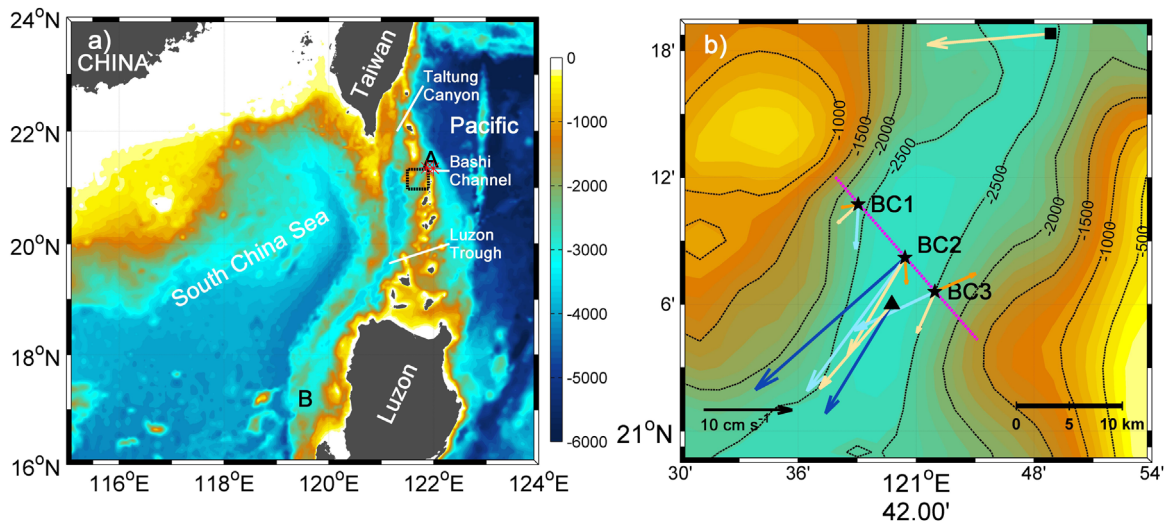 a)
CHINA
Taiwan
Taltung
Canyon
Pacific
A
Bashi
Channel
Luzon
Trough
South China Sea
B
Luzon
24°N
22°N
20°N
18°N
16°N
116°E
118°E
120°E
122°E
124°E
0
-1000
-2000
-3000
-4000
-5000
-6000
b)
18'
12'
6'
21°N
-1000
-1500
-2000
-2500
-2500
-2000
-1500
-1000
-500
BC1
BC2
BC3
10 cm s⁻¹
0 5 10 km
30'
36'
121°E
42.00'
48'
54'